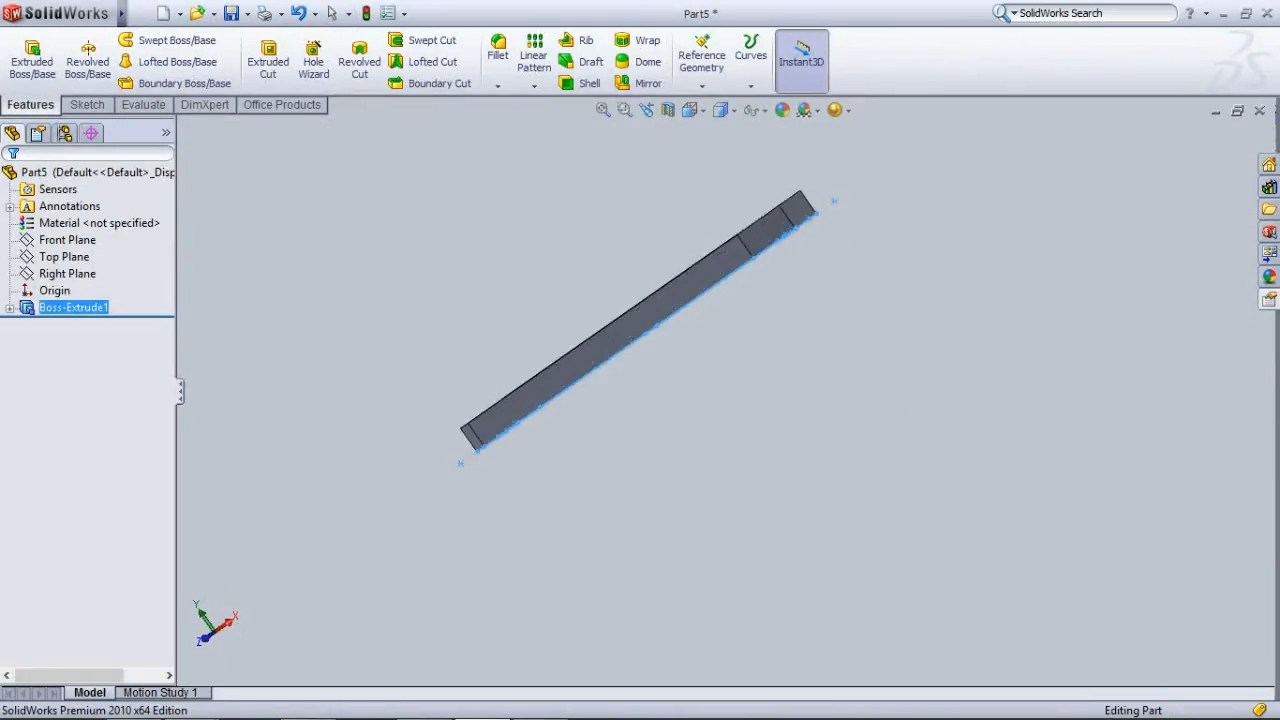 SolidWorks
Part5 *
SolidWorks Search
Extruded Boss/Base
Revolved Boss/Base
Swept Boss/Base
Lofted Boss/Base
Boundary Boss/Base
Extruded Cut
Hole Wizard
Revolved Cut
Swept Cut
Lofted Cut
Boundary Cut
Fillet
Linear Pattern
Rib
Draft
Shell
Wrap
Dome
Mirror
Reference Geometry
Curves
Instant3D
Features
Sketch
Evaluate
DimXpert
Office Products
Part5 (Default<<Default>_Disp
Sensors
Annotations
Material <not specified>
Front Plane
Top Plane
Right Plane
Origin
Boss-Extrude1
Y
X
Z
Model
Motion Study 1
SolidWorks Premium 2010 x64 Edition
Editing Part